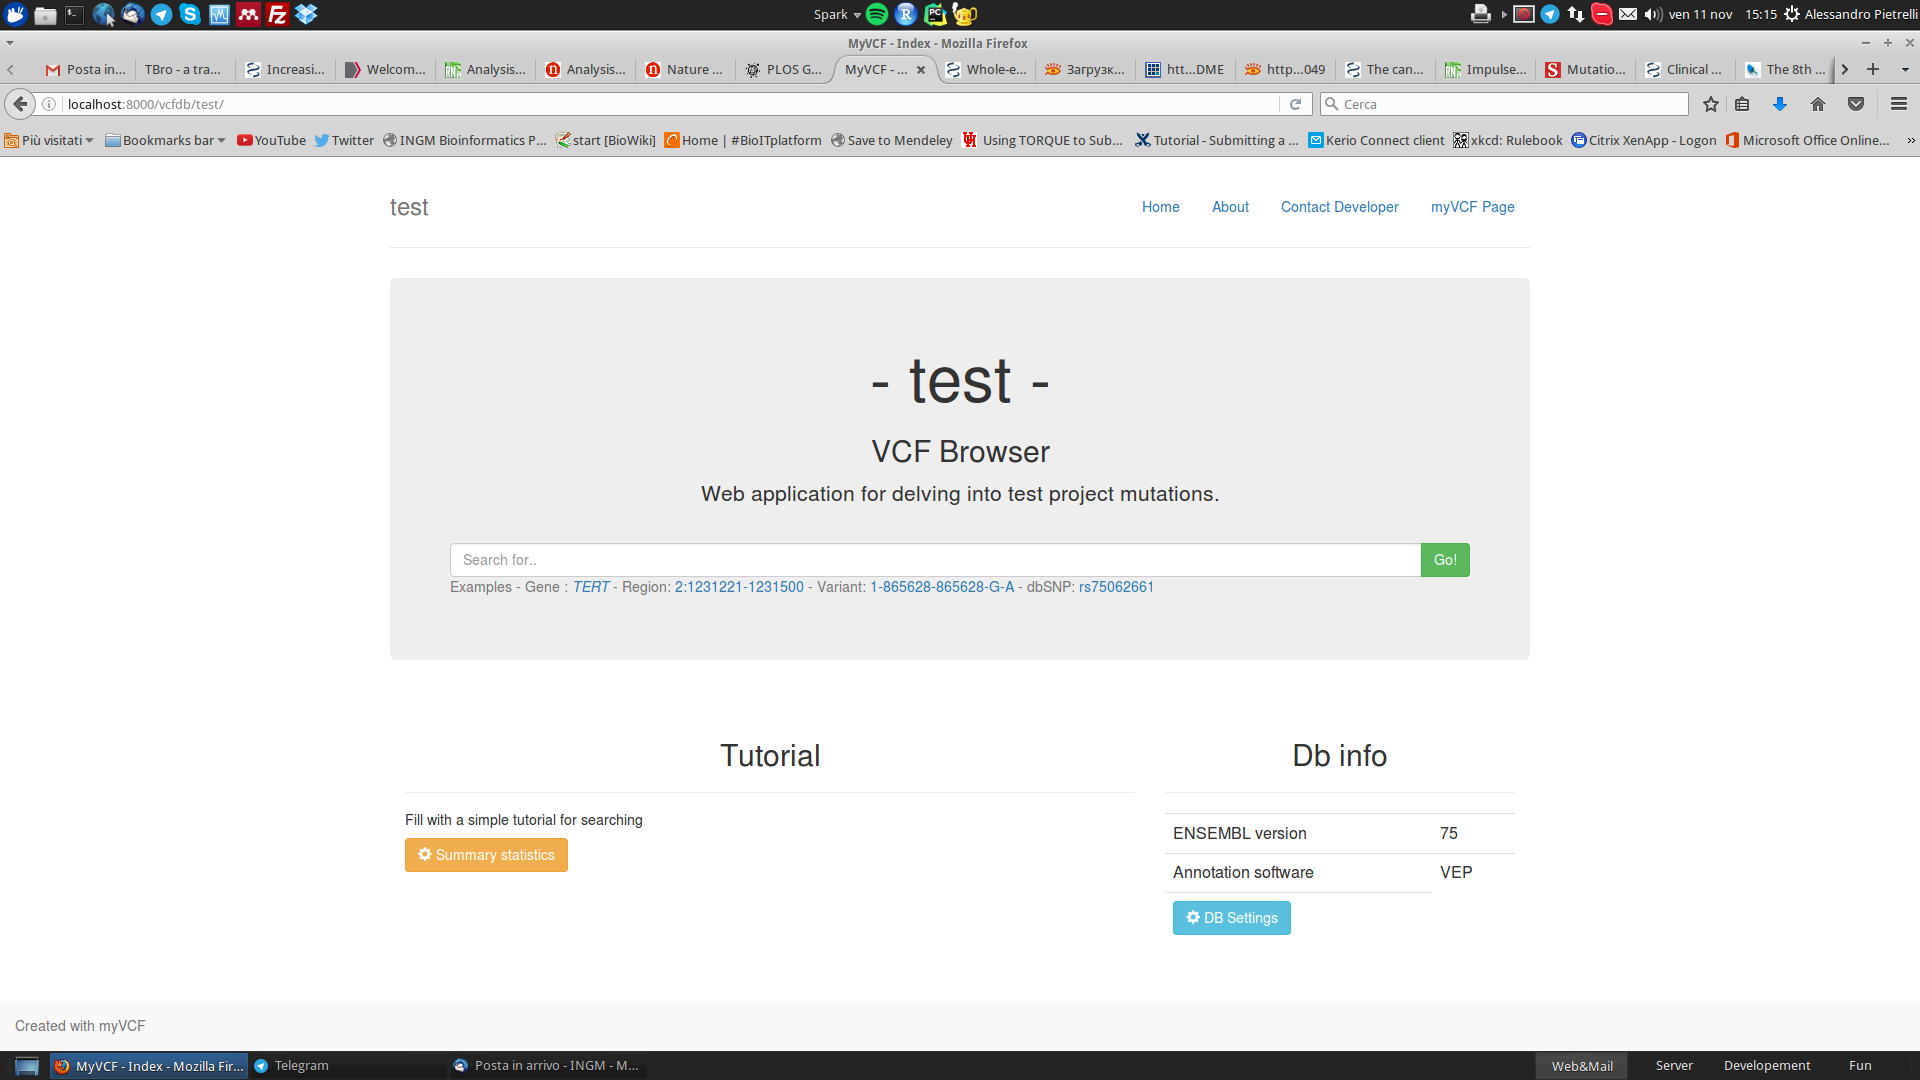 Spark
ven 11 nov 15:15 Alessandro Pietrelli
MyVCF - Index - Mozilla Firefox
Posta in... TBro - a tra... Increasi... Welcom... Analysis... Analysis... Nature ... PLOS G... MyVCF - ... Whole-e... Загрузк... htt...DME http...049 The can... Impulse... Mutatio... Clinical ... The 8th ...
localhost:8000/vcfdb/test/
Cerca
Più visitati Bookmarks bar YouTube Twitter INGM Bioinformatics P... start [BioWiki] Home | #BioITplatform Save to Mendeley Using TORQUE to Sub... Tutorial - Submitting a ... Kerio Connect client xkcd: Rulebook Citrix XenApp - Logon Microsoft Office Online... »
test
Home About Contact Developer myVCF Page
- test -
VCF Browser
Web application for delving into test project mutations.
Search for.. Go!
Examples - Gene : TERT - Region: 2:1231221-1231500 - Variant: 1-865628-865628-G-A - dbSNP: rs75062661
Tutorial
Fill with a simple tutorial for searching
Summary statistics
Db info
ENSEMBL version 75
Annotation software VEP
DB Settings
Created with myVCF
MyVCF - Index - Mozilla Fir... Telegram Posta in arrivo - INGM - M... Web&Mail Server Developement Fun